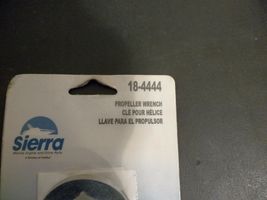 18-4444
PROPELLER WRENCH
CLÉ POUR HÉLICE
LLAVE PARA EL PROPULSOR
Sierra